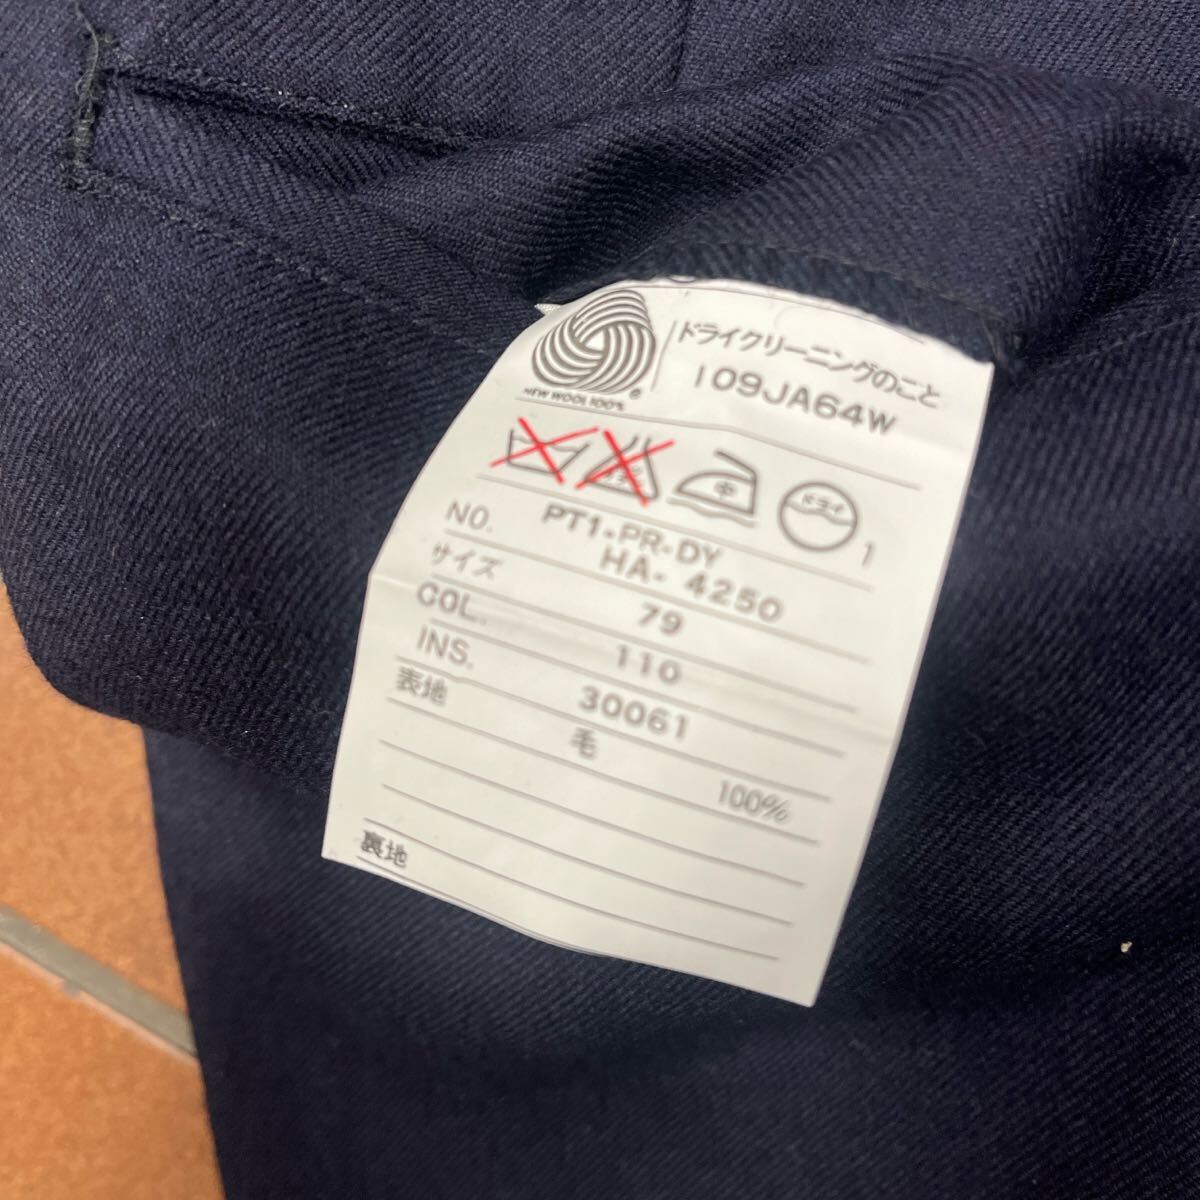 ドライクリーニングのこと
109JA64W
NEW WOOL 100%
中
ドライ
1
NO. PT1-PR-DY
HA- 4250
サイズ 79
COL. 110
INS. 30061
表地 毛 100%
裏地